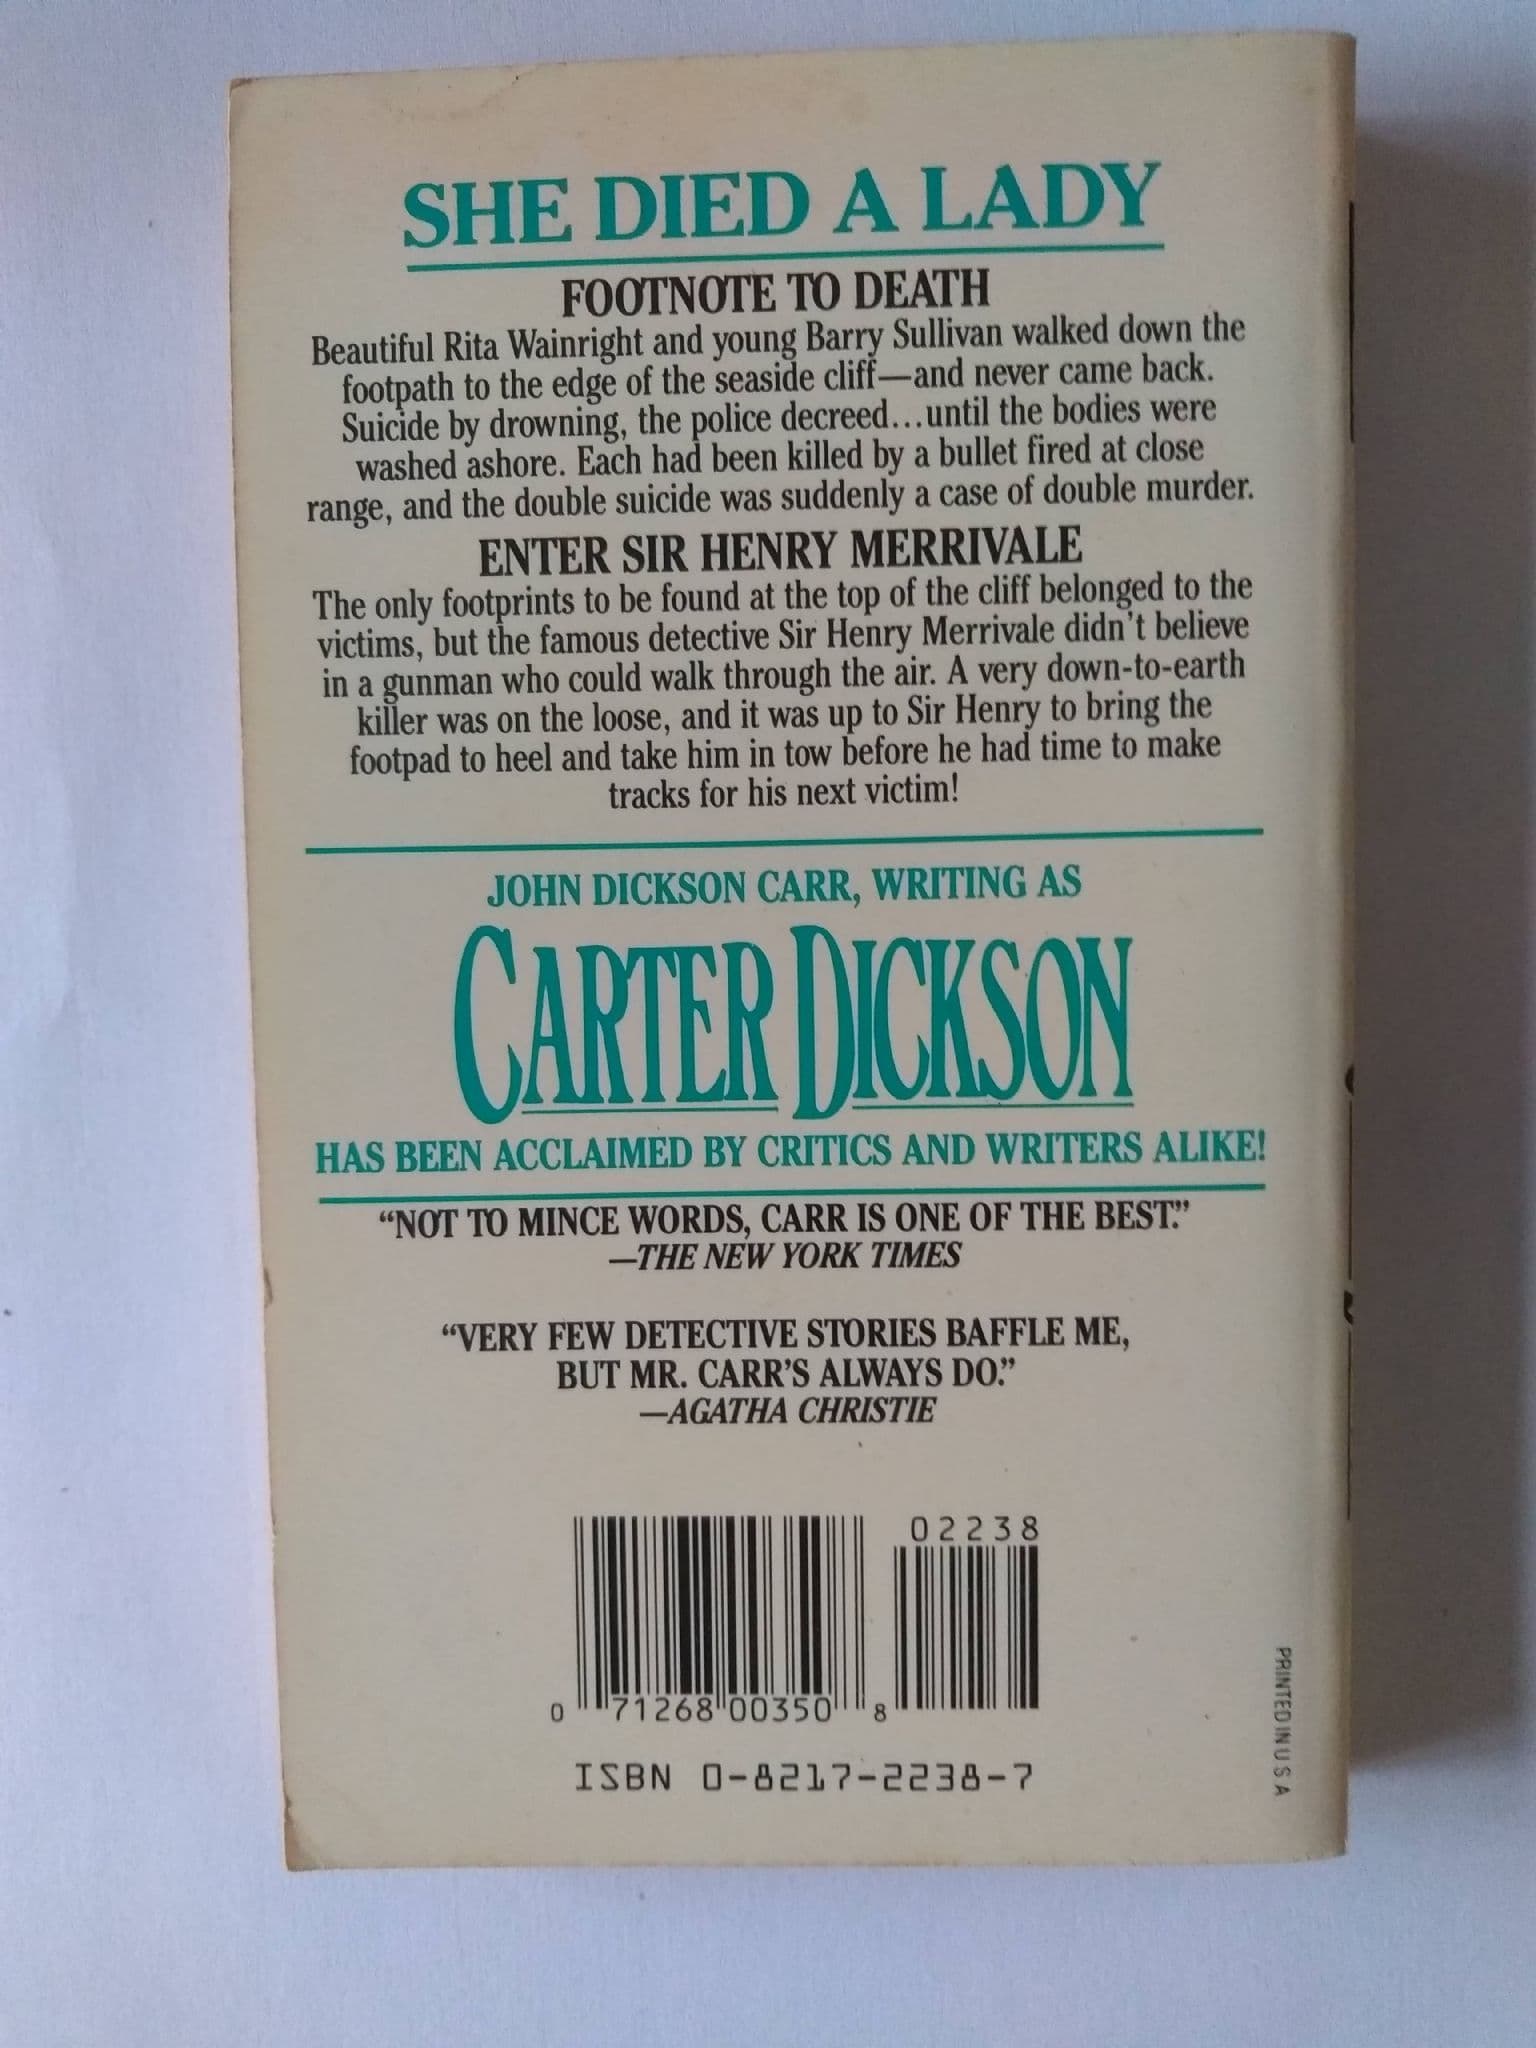 SHE DIED A LADY
FOOTNOTE TO DEATH
Beautiful Rita Wainright and young Barry Sullivan walked down the
footpath to the edge of the seaside cliff—and never came back.
Suicide by drowning, the police decreed...until the bodies were
washed ashore. Each had been killed by a bullet fired at close
range, and the double suicide was suddenly a case of double murder.
ENTER SIR HENRY MERRIVALE
The only footprints to be found at the top of the cliff belonged to the
victims, but the famous detective Sir Henry Merrivale didn't believe
in a gunman who could walk through the air. A very down-to-earth
killer was on the loose, and it was up to Sir Henry to bring the
footpad to heel and take him in tow before he had time to make
tracks for his next victim!
JOHN DICKSON CARR, WRITING AS
CARTER DICKSON
HAS BEEN ACCLAIMED BY CRITICS AND WRITERS ALIKE!
“NOT TO MINCE WORDS, CARR IS ONE OF THE BEST.”
—THE NEW YORK TIMES
“VERY FEW DETECTIVE STORIES BAFFLE ME,
BUT MR. CARR'S ALWAYS DO.”
—AGATHA CHRISTIE
02238
0 71268 00350 8
ISBN 0-8217-2238-7
PRINTED IN U S A